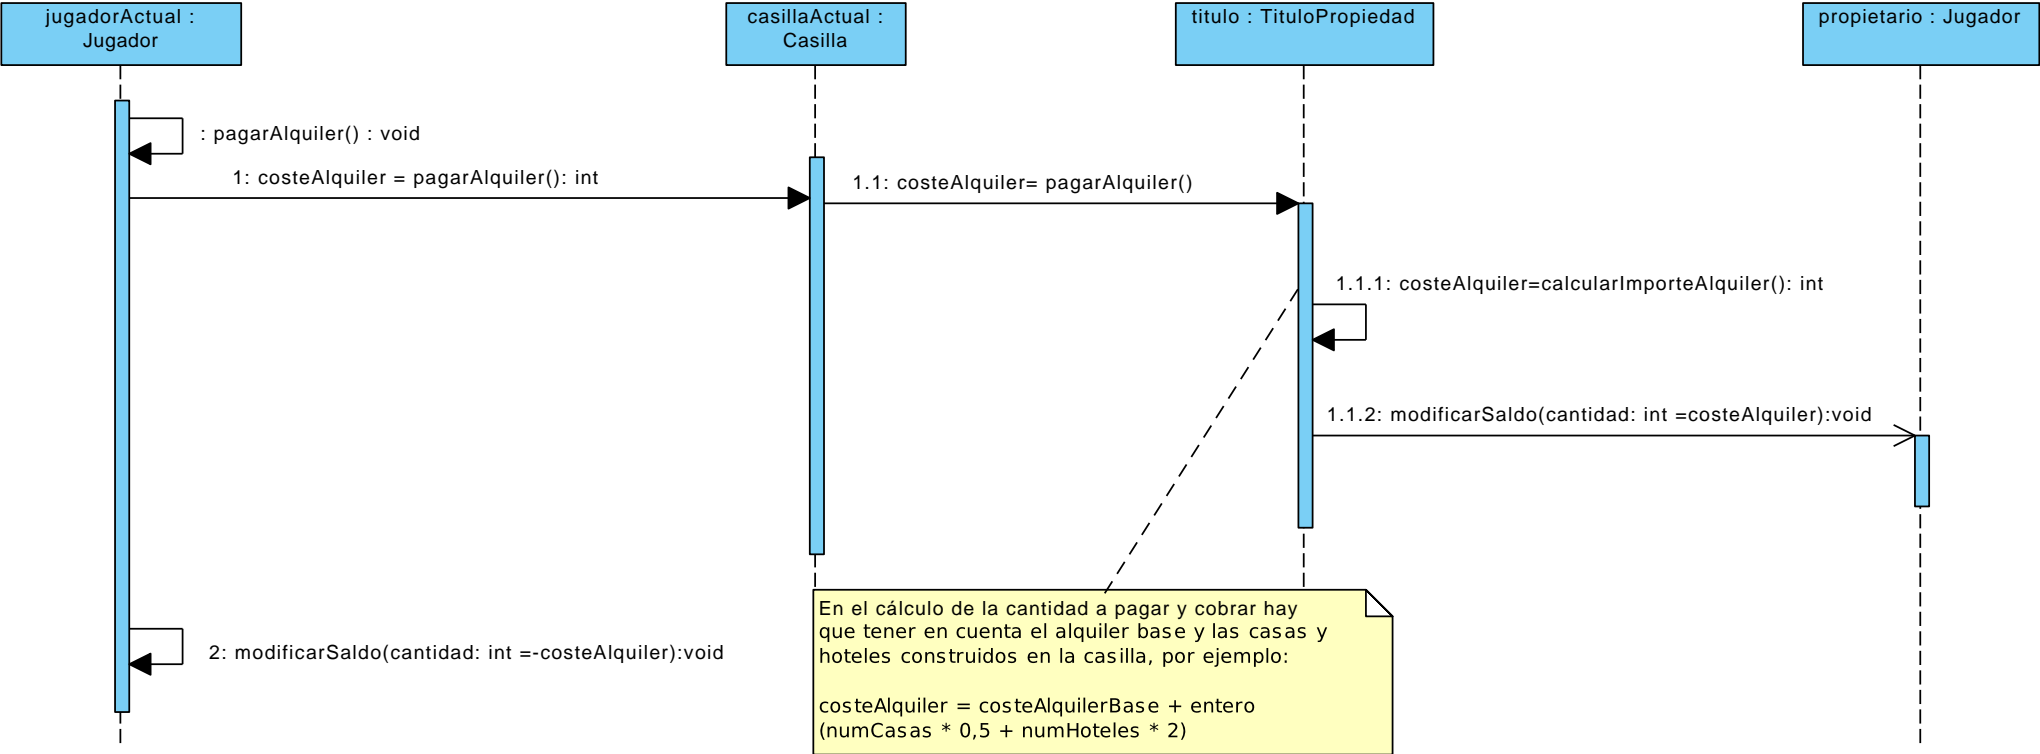 jugadorActual :
Jugador
casillaActual :
Casilla
titulo : TituloPropiedad
propietario : Jugador
: pagarAlquiler() : void
1: costeAlquiler = pagarAlquiler(): int
1.1: costeAlquiler= pagarAlquiler()
1.1.1: costeAlquiler=calcularImporteAlquiler(): int
1.1.2: modificarSaldo(cantidad: int =costeAlquiler):void
2: modificarSaldo(cantidad: int =-costeAlquiler):void
En el cálculo de la cantidad a pagar y cobrar hay
que tener en cuenta el alquiler base y las casas y
hoteles construidos en la casilla, por ejemplo:
costeAlquiler = costeAlquilerBase + entero
(numCasas * 0,5 + numHoteles * 2)